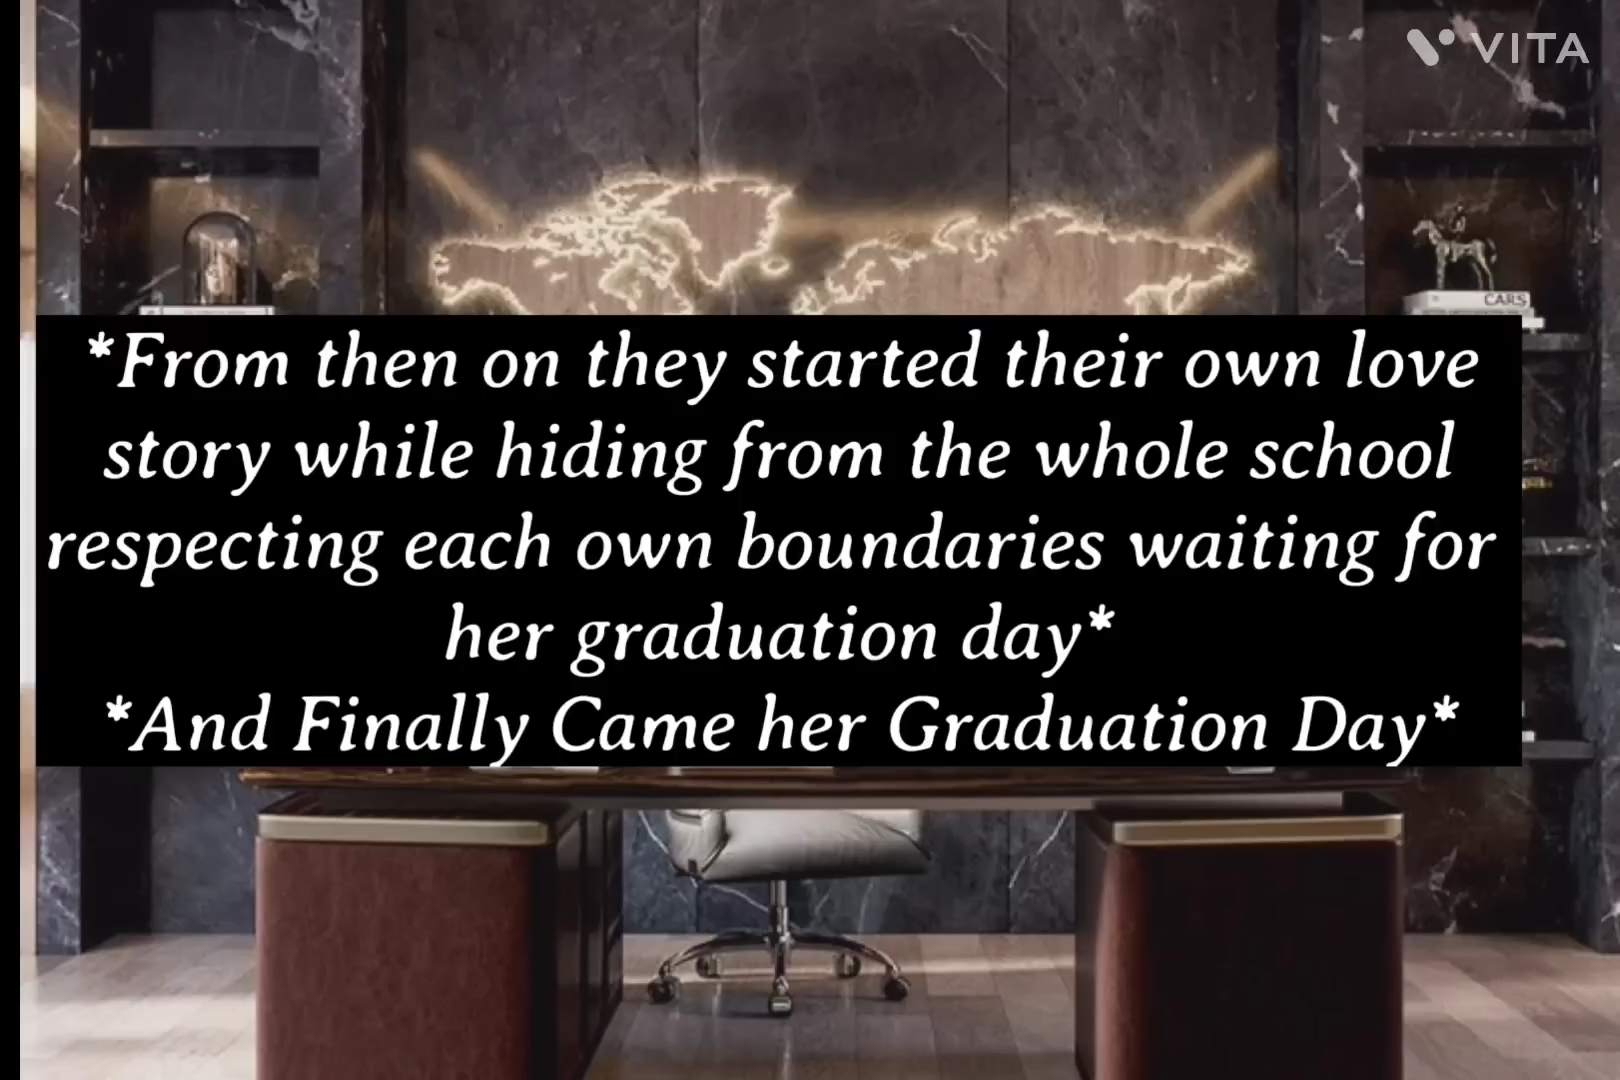 VITA
CARS
*From then on they started their own love
story while hiding from the whole school
respecting each own boundaries waiting for
her graduation day*
*And Finally Came her Graduation Day*